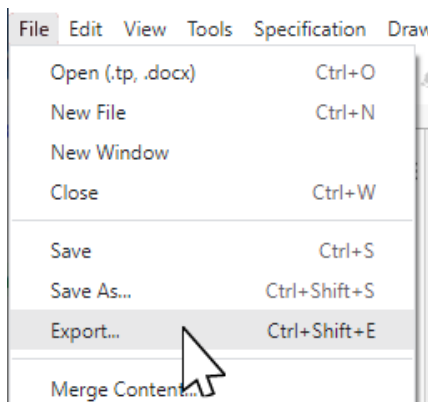 File Edit View Tools Specification Draw
Open (.tp, .docx) Ctrl+O
New File Ctrl+N
New Window
Close Ctrl+W
Save Ctrl+S
Save As... Ctrl+Shift+S
Export... Ctrl+Shift+E
Merge Content...